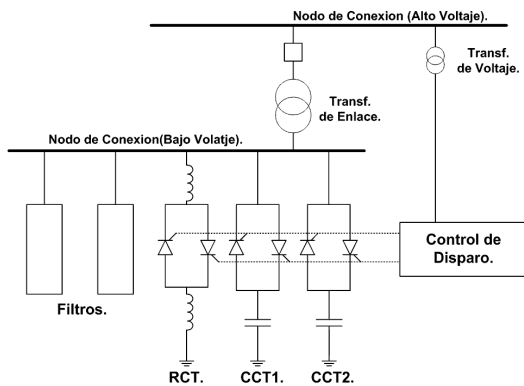 Nodo de Conexion (Alto Voltaje).
Transf.
de Voltaje.
Transf.
de Enlace.
Nodo de Conexion(Bajo Volatje).
Control de
Disparo.
Filtros.
RCT.
CCT1.
CCT2.